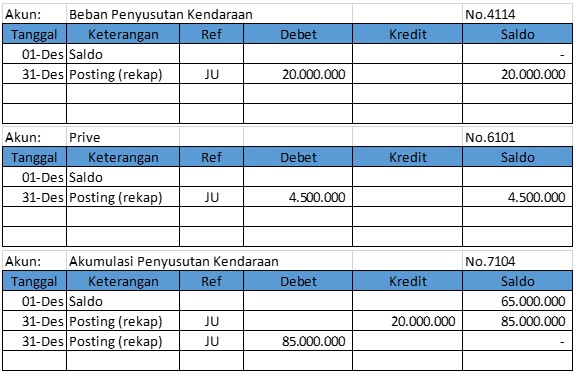 Akun: Beban Penyusutan Kendaraan No.4114
Tanggal Keterangan Ref Debet Kredit Saldo
01-Des Saldo -
31-Des Posting (rekap) JU 20.000.000 20.000.000
Akun: Prive No.6101
Tanggal Keterangan Ref Debet Kredit Saldo
01-Des Saldo
31-Des Posting (rekap) JU 4.500.000 4.500.000
Akun: Akumulasi Penyusutan Kendaraan No.7104
Tanggal Keterangan Ref Debet Kredit Saldo
01-Des Saldo 65.000.000
31-Des Posting (rekap) JU 20.000.000 85.000.000
31-Des Posting (rekap) JU 85.000.000 -